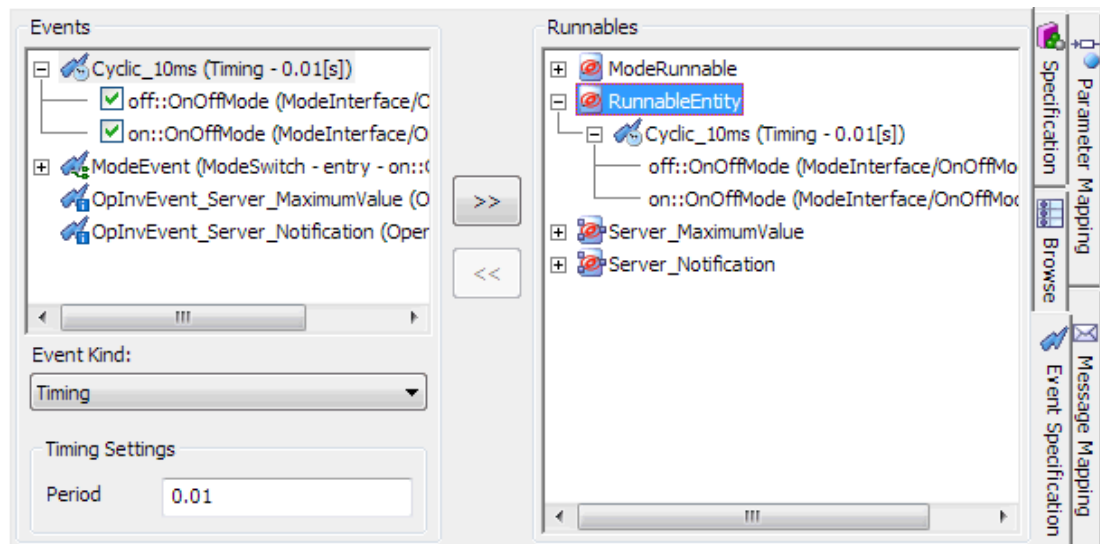 Events
Cyclic_10ms (Timing - 0.01[s])
off::OnOffMode (ModeInterface/O
on::OnOffMode (ModeInterface/O
ModeEvent (ModeSwitch - entry - on::(
OpInvEvent_Server_MaximumValue (O
OpInvEvent_Server_Notification (Oper
Event Kind:
Timing
Timing Settings
Period 0.01
>>
<<
Runnables
ModeRunnable
RunnableEntity
Cyclic_10ms (Timing - 0.01[s])
off::OnOffMode (ModeInterface/OnOffMo
on::OnOffMode (ModeInterface/OnOffMod
Server_MaximumValue
Server_Notification
Specification
Browse
Event Specification
Parameter Mapping
Message Mapping